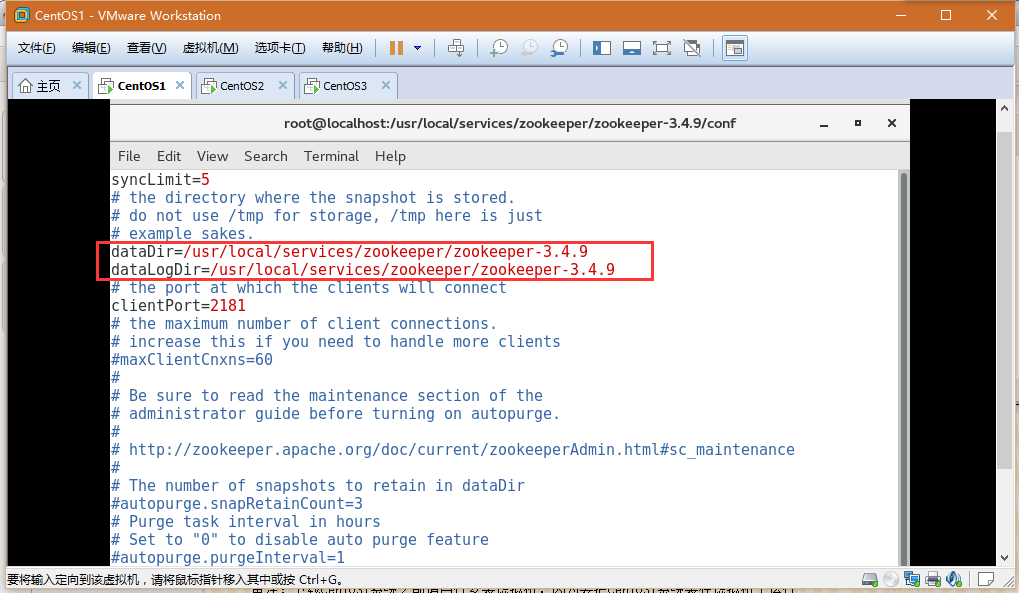 CentOS1 - VMware Workstation
文件(F) 编辑(E) 查看(V) 虚拟机(M) 选项卡(T) 帮助(H)
主页 CentOS1 CentOS2 CentOS3
root@localhost:/usr/local/services/zookeeper/zookeeper-3.4.9/conf
File Edit View Search Terminal Help
syncLimit=5
# the directory where the snapshot is stored.
# do not use /tmp for storage, /tmp here is just
# example sakes.
dataDir=/usr/local/services/zookeeper/zookeeper-3.4.9
dataLogDir=/usr/local/services/zookeeper/zookeeper-3.4.9
# the port at which the clients will connect
clientPort=2181
# the maximum number of client connections.
# increase this if you need to handle more clients
#maxClientCnxns=60
#
# Be sure to read the maintenance section of the
# administrator guide before turning on autopurge.
#
# http://zookeeper.apache.org/doc/current/zookeeperAdmin.html#sc_maintenance
#
# The number of snapshots to retain in dataDir
#autopurge.snapRetainCount=3
# Purge task interval in hours
# Set to "0" to disable auto purge feature
#autopurge.purgeInterval=1
要将输入定向到该虚拟机，请将鼠标指针移入其中或按 Ctrl+G。